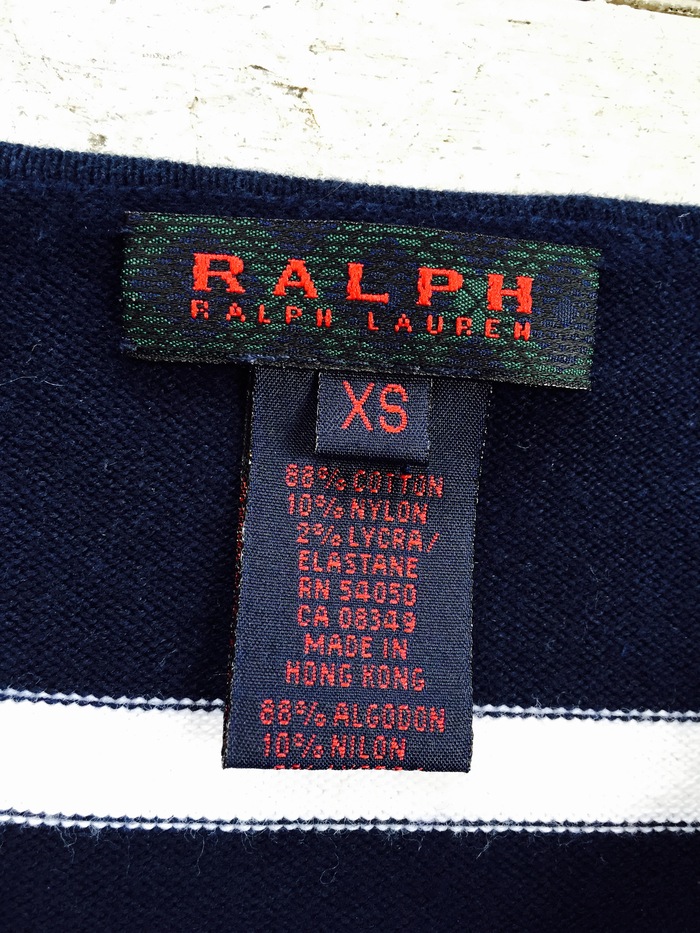 RALPH
RALPH LAUREN
XS
88% COTTON
10% NYLON
2% LYCRA/
ELASTANE
RN 54050
CA 08349
MADE IN
HONG KONG
88% ALGODON
10% NILON